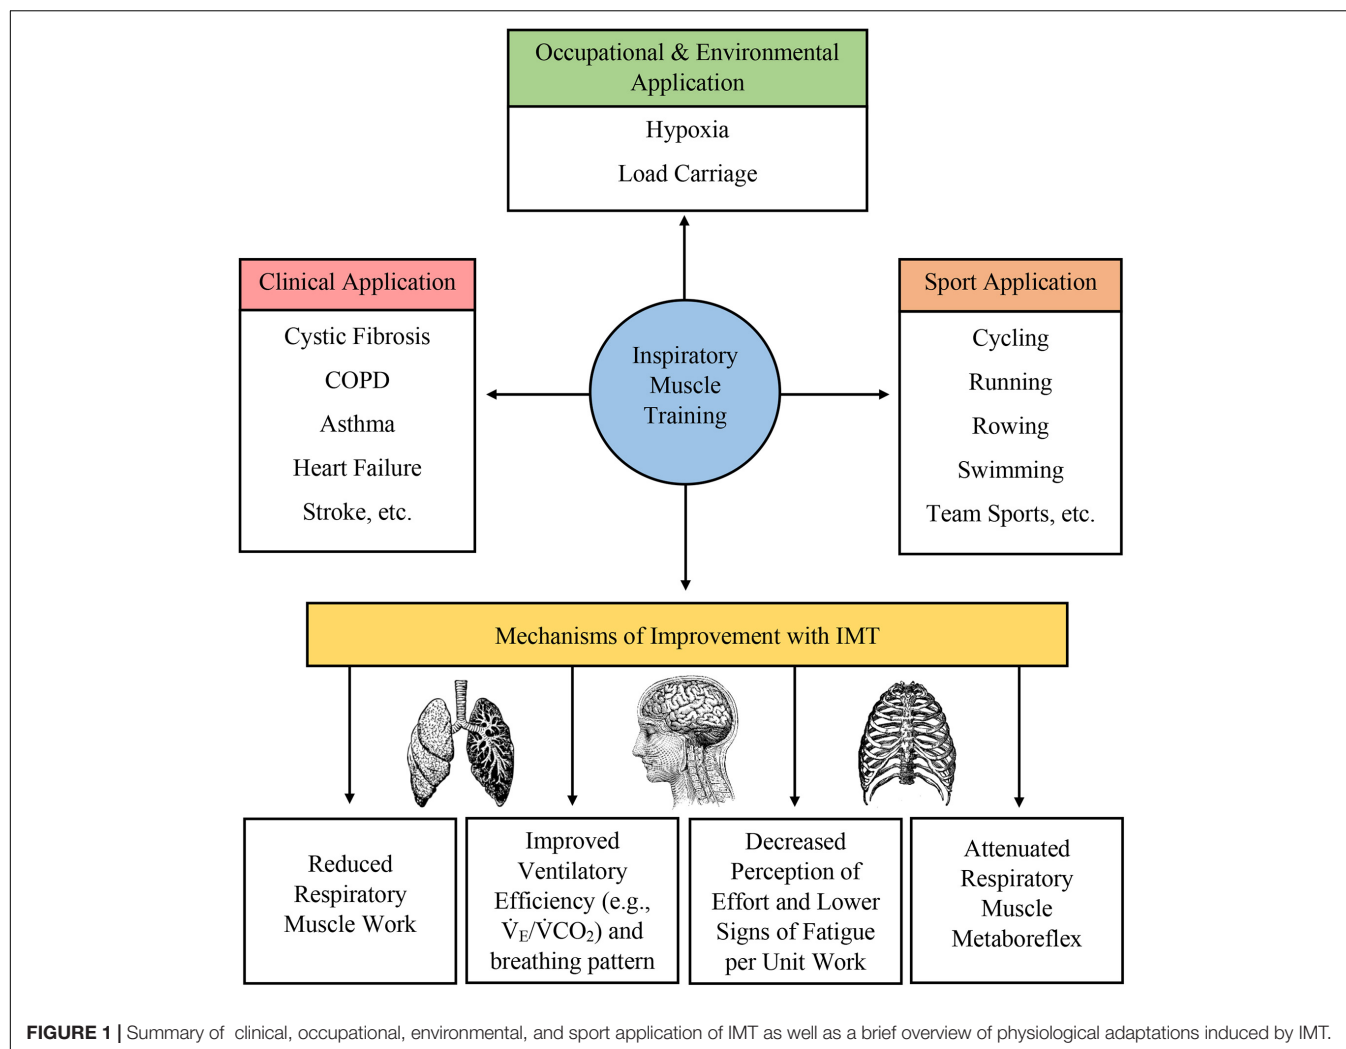 Occupational & Environmental
Application
Hypoxia
Load Carriage
Clinical Application
Cystic Fibrosis
COPD
Asthma
Heart Failure
Stroke, etc.
Inspiratory
Muscle
Training
Sport Application
Cycling
Running
Rowing
Swimming
Team Sports, etc.
Mechanisms of Improvement with IMT
Reduced
Respiratory
Muscle Work
Improved
Ventilatory
Efficiency (e.g.,
V̇E/V̇CO₂) and
breathing pattern
Decreased
Perception of
Effort and Lower
Signs of Fatigue
per Unit Work
Attenuated
Respiratory
Muscle
Metaboreflex
FIGURE 1 | Summary of clinical, occupational, environmental, and sport application of IMT as well as a brief overview of physiological adaptations induced by IMT.